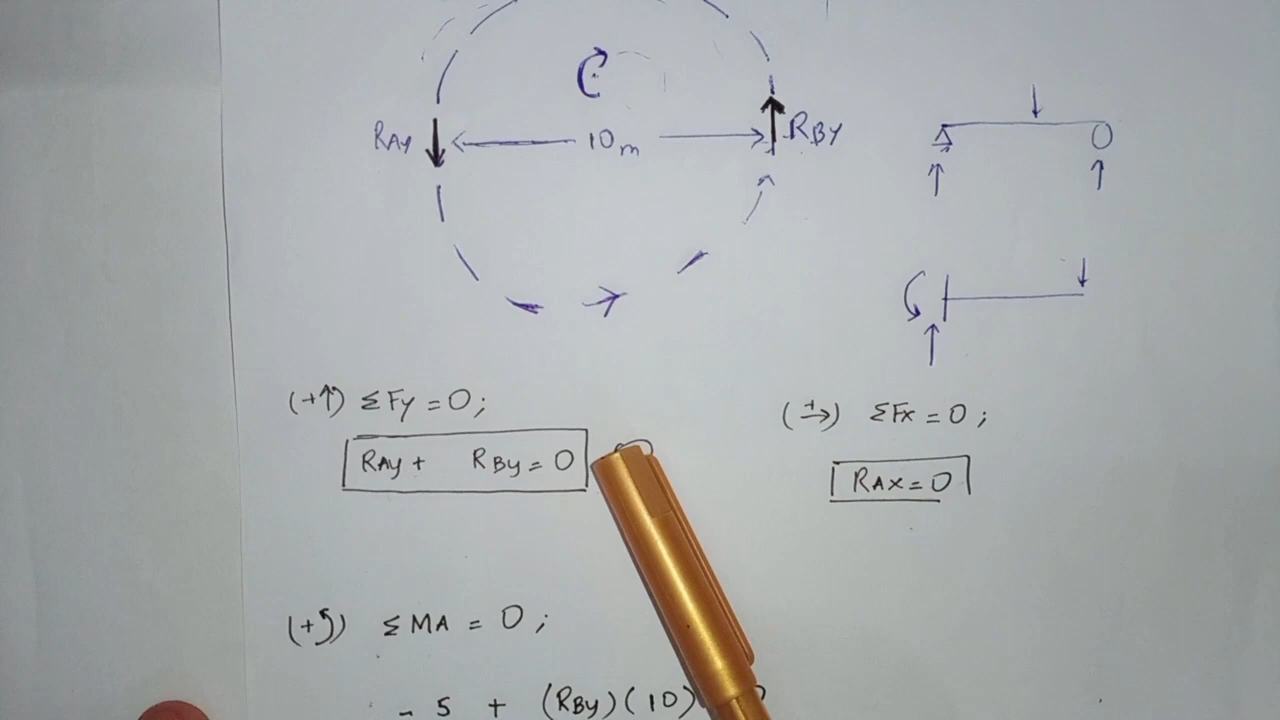 RAy 10m RBy
(+↑) ΣFy = 0 ;
RAy + RBy = 0
(+→) ΣFx = 0 ;
RAx = 0
(+↺) ΣMA = 0 ;
- 5 + (RBy)(10)